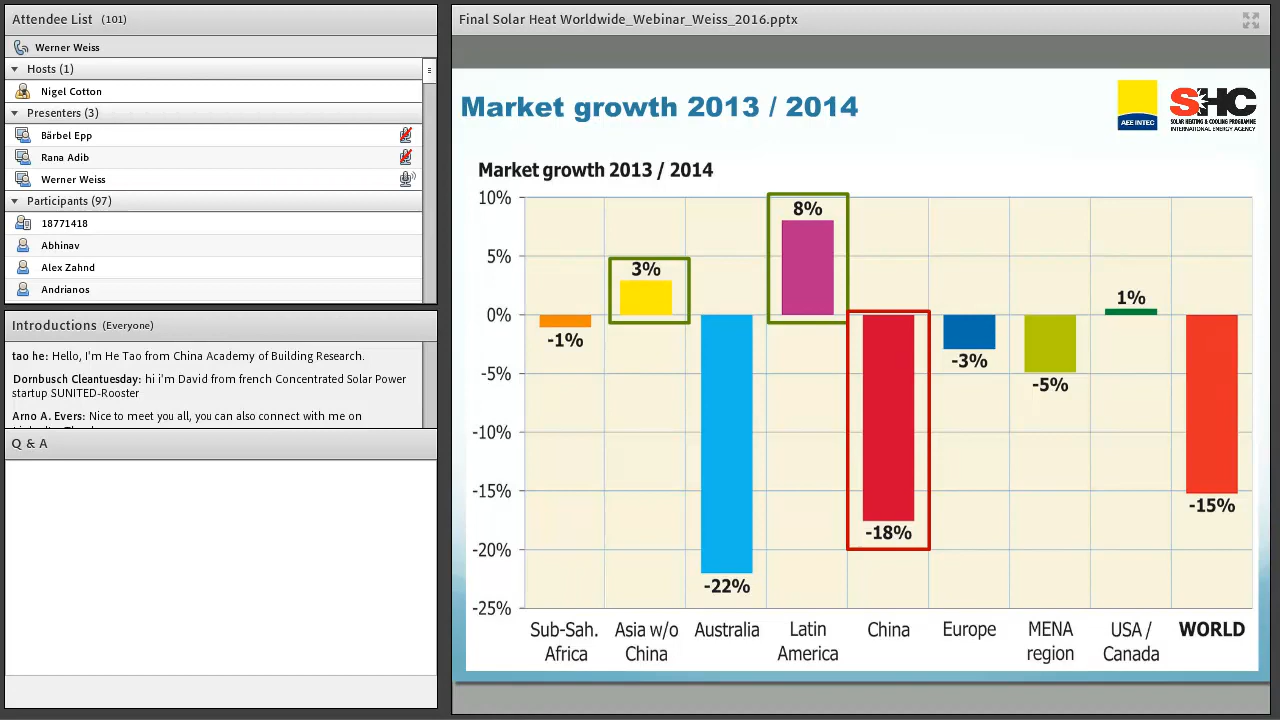 Attendee List (101)
Werner Weiss
Hosts (1)
Nigel Cotton
Presenters (3)
Bärbel Epp
Rana Adib
Werner Weiss
Participants (97)
18771418
Abhinav
Alex Zahnd
Andrianos
Introductions (Everyone)
tao he: Hello, I'm He Tao from China Academy of Building Research.
Dornbusch Cleantuesday: hi i'm David from french Concentrated Solar Power
startup SUNITED-Rooster
Arno A. Evers: Nice to meet you all, you can also connect with me on
Q & A
Final Solar Heat Worldwide_Webinar_Weiss_2016.pptx
Market growth 2013 / 2014
AEE INTEC
SHC
SOLAR HEATING & COOLING PROGRAMME
INTERNATIONAL ENERGY AGENCY
Market growth 2013 / 2014
10%
5%
0%
-5%
-10%
-15%
-20%
-25%
-1%
3%
-22%
8%
-18%
-3%
-5%
1%
-15%
Sub-Sah.
Africa
Asia w/o
China
Australia
Latin
America
China
Europe
MENA
region
USA /
Canada
WORLD